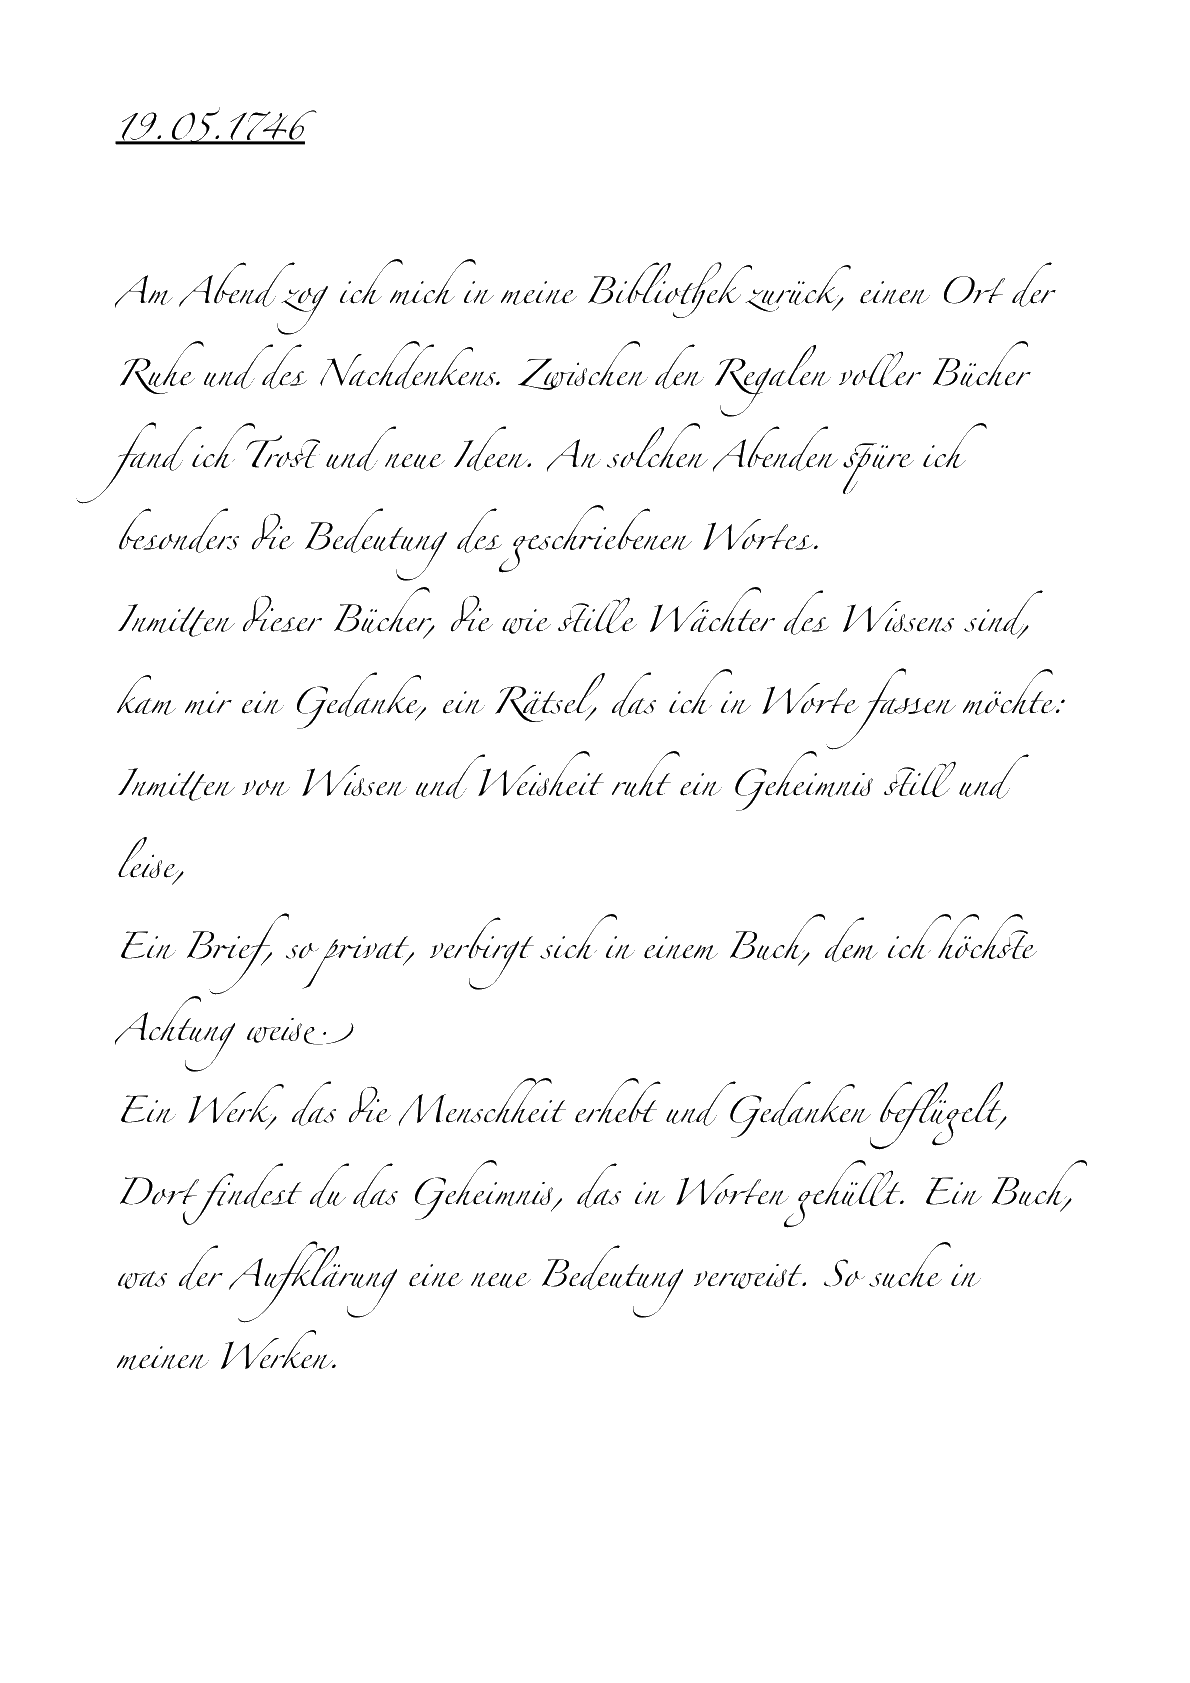 19.05.1746
Am Abend zog ich mich in meine Bibliothek zurück, einen Ort der
Ruhe und des Nachdenkens. Zwischen den Regalen voller Bücher
fand ich Trost und neue Ideen. An solchen Abenden spüre ich
besonders die Bedeutung des geschriebenen Wortes.
Inmitten dieser Bücher, die wie stille Wächter des Wissens sind,
kam mir ein Gedanke, ein Rätsel, das ich in Worte fassen möchte:
Inmitten von Wissen und Weisheit ruht ein Geheimnis still und
leise,
Ein Brief, so privat, verbirgt sich in einem Buch, dem ich höchste
Achtung weise.
Ein Werk, das die Menschheit erhebt und Gedanken beflügelt,
Dort findest du das Geheimnis, das in Worten gehüllt. Ein Buch,
was der Aufklärung eine neue Bedeutung verweist. So suche in
meinen Werken.